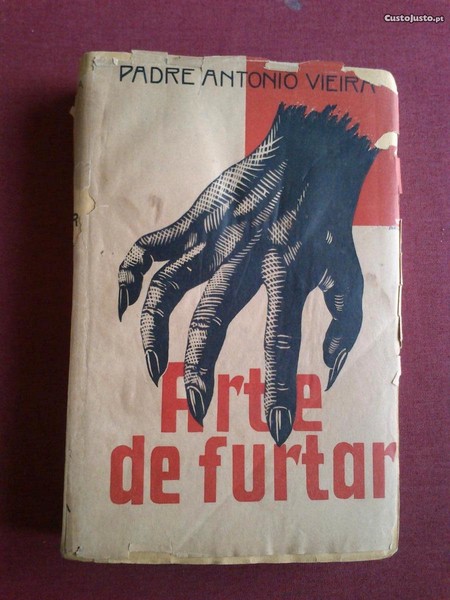 CustoJusto.pt
PADRE ANTONIO VIEIRA
Arte
de furtar